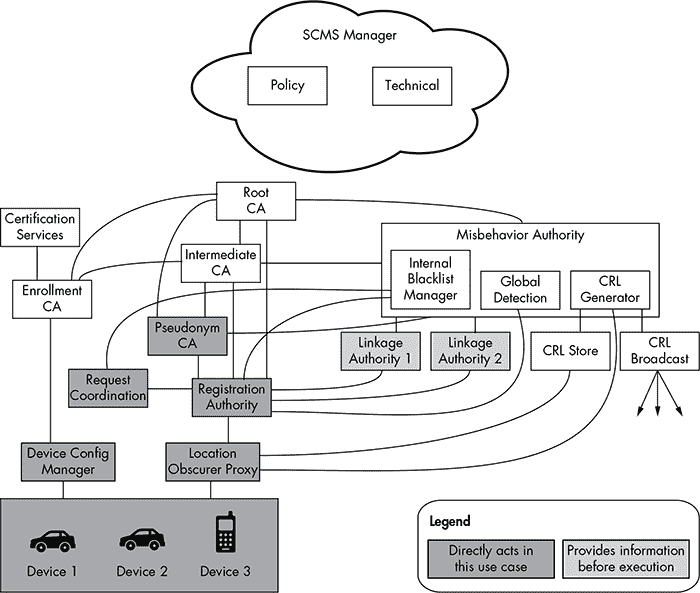 SCMS Manager
Policy
Technical
Root
CA
Certification
Services
Misbehavior Authority
Intermediate
CA
Internal
Blacklist
Manager
Global
Detection
CRL
Generator
Enrollment
CA
Pseudonym
CA
Linkage
Authority 1
Linkage
Authority 2
CRL Store
CRL
Broadcast
Request
Coordination
Registration
Authority
Device Config
Manager
Location
Obscurer Proxy
Device 1
Device 2
Device 3
Legend
Directly acts in
this use case
Provides information
before execution